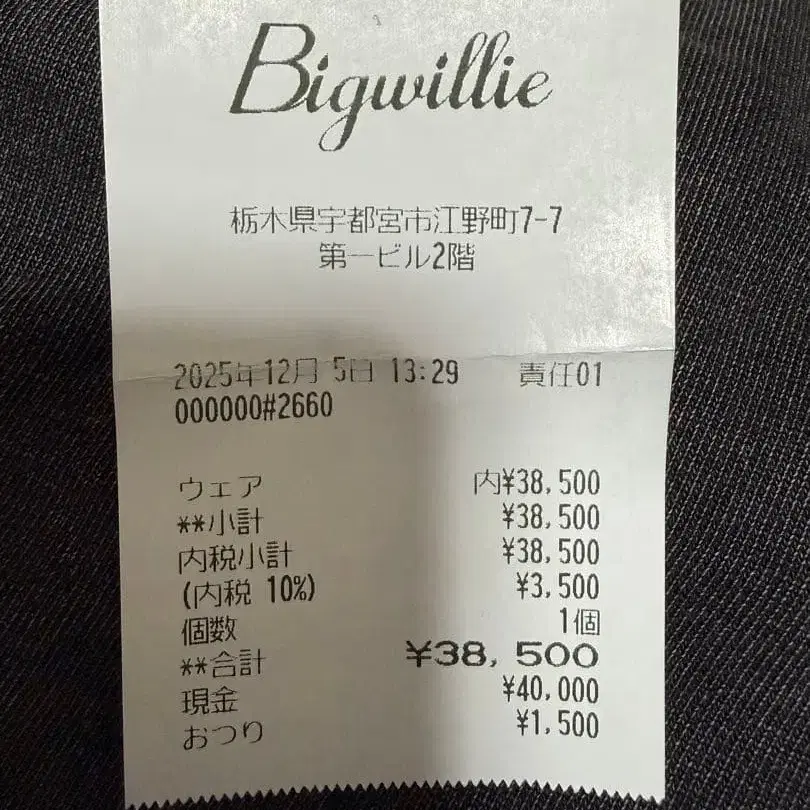 Bigwillie
栃木県宇都宮市江野町7-7
第一ビル2階
2025年12月 5日 13:29 責任01
000000#2660
ウェア 内¥38,500
**小計 ¥38,500
内税小計 ¥38,500
(内税 10%) ¥3,500
個数 1個
**合計 ¥38,500
現金 ¥40,000
おつり ¥1,500